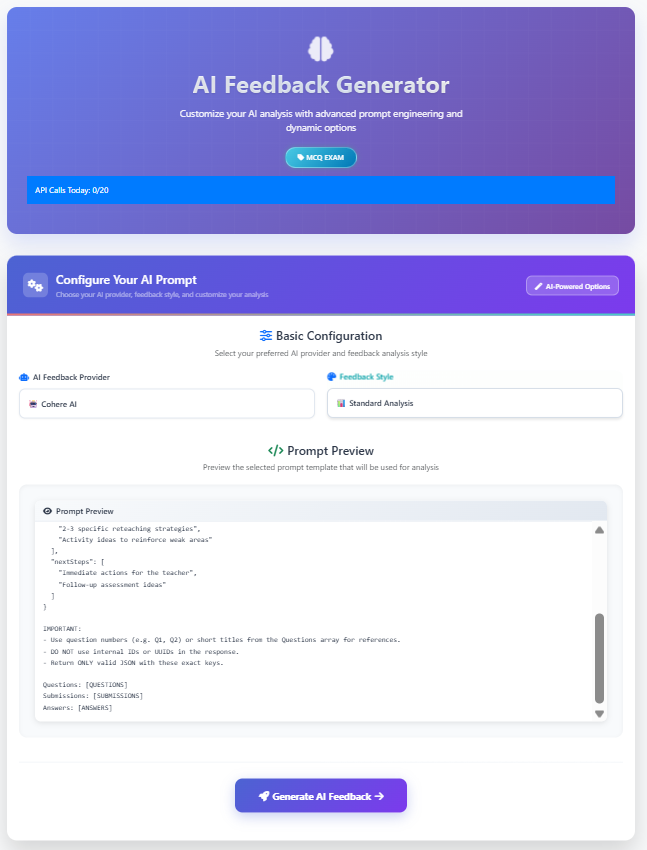 AI Feedback Generator
Customize your AI analysis with advanced prompt engineering and
dynamic options
MCQ EXAM
API Calls Today: 0/20
Configure Your AI Prompt
Choose your AI provider, feedback style, and customize your analysis
AI-Powered Options
Basic Configuration
Select your preferred AI provider and feedback analysis style
AI Feedback Provider
Feedback Style
Cohere AI
Standard Analysis
Prompt Preview
Preview the selected prompt template that will be used for analysis
Prompt Preview
"2-3 specific reteaching strategies",
"Activity ideas to reinforce weak areas"
],
"nextSteps": [
"Immediate actions for the teacher",
"Follow-up assessment ideas"
]
}
IMPORTANT:
- Use question numbers (e.g. Q1, Q2) or short titles from the Questions array for references.
- DO NOT use internal IDs or UUIDs in the response.
- Return ONLY valid JSON with these exact keys.
Questions: [QUESTIONS]
Submissions: [SUBMISSIONS]
Answers: [ANSWERS]
Generate AI Feedback